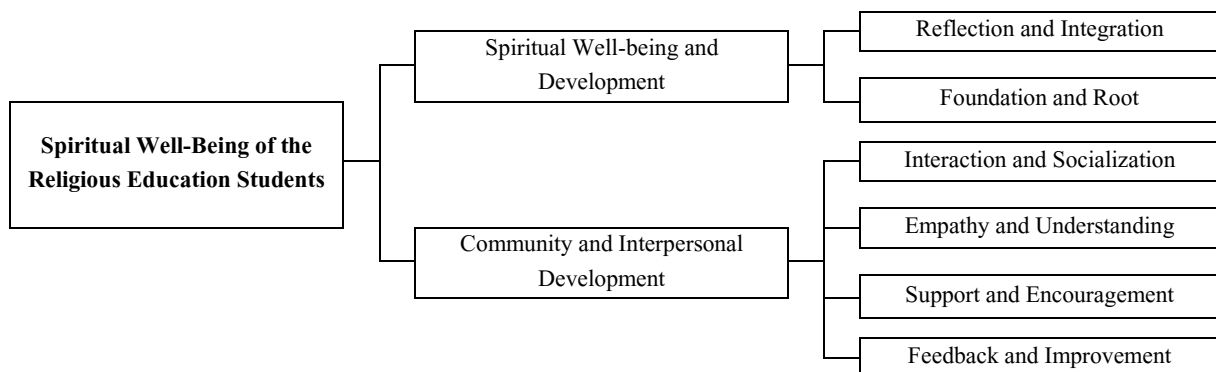 Spiritual Well-Being of the
Religious Education Students
Spiritual Well-being and
Development
Reflection and Integration
Foundation and Root
Community and Interpersonal
Development
Interaction and Socialization
Empathy and Understanding
Support and Encouragement
Feedback and Improvement